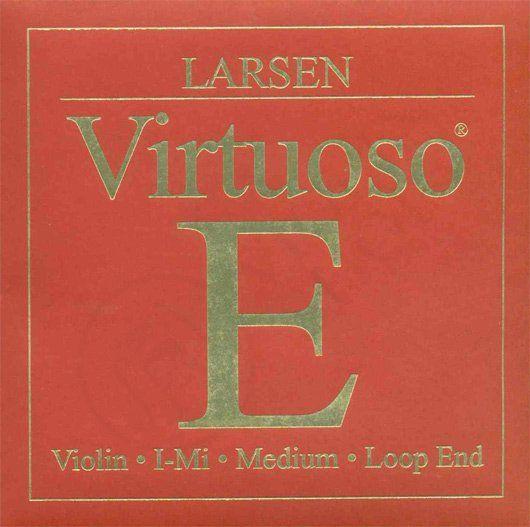 LARSEN
Virtuoso®
E
Violin • I-Mi • Medium • Loop End